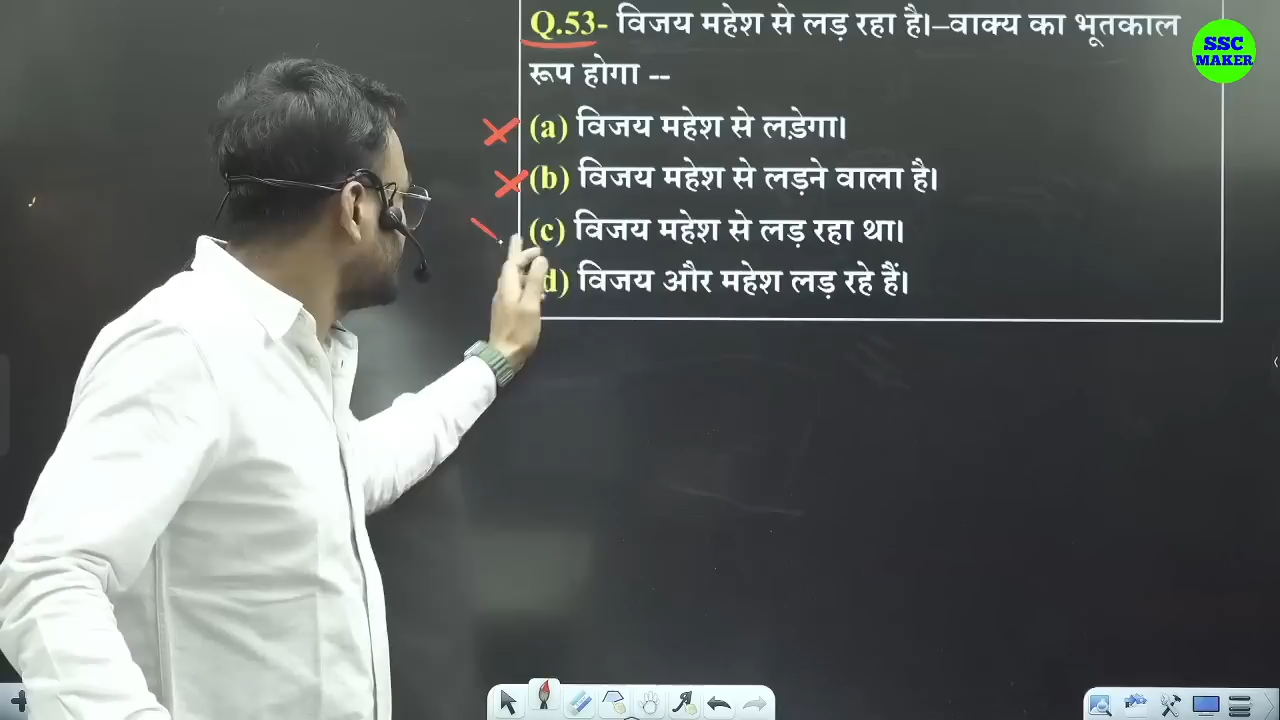 Q.53- विजय महेश से लड़ रहा है।–वाक्य का भूतकाल
रूप होगा --
(a) विजय महेश से लड़ेगा।
(b) विजय महेश से लड़ने वाला है।
(c) विजय महेश से लड़ रहा था।
d) विजय और महेश लड़ रहे हैं।
SSC
MAKER